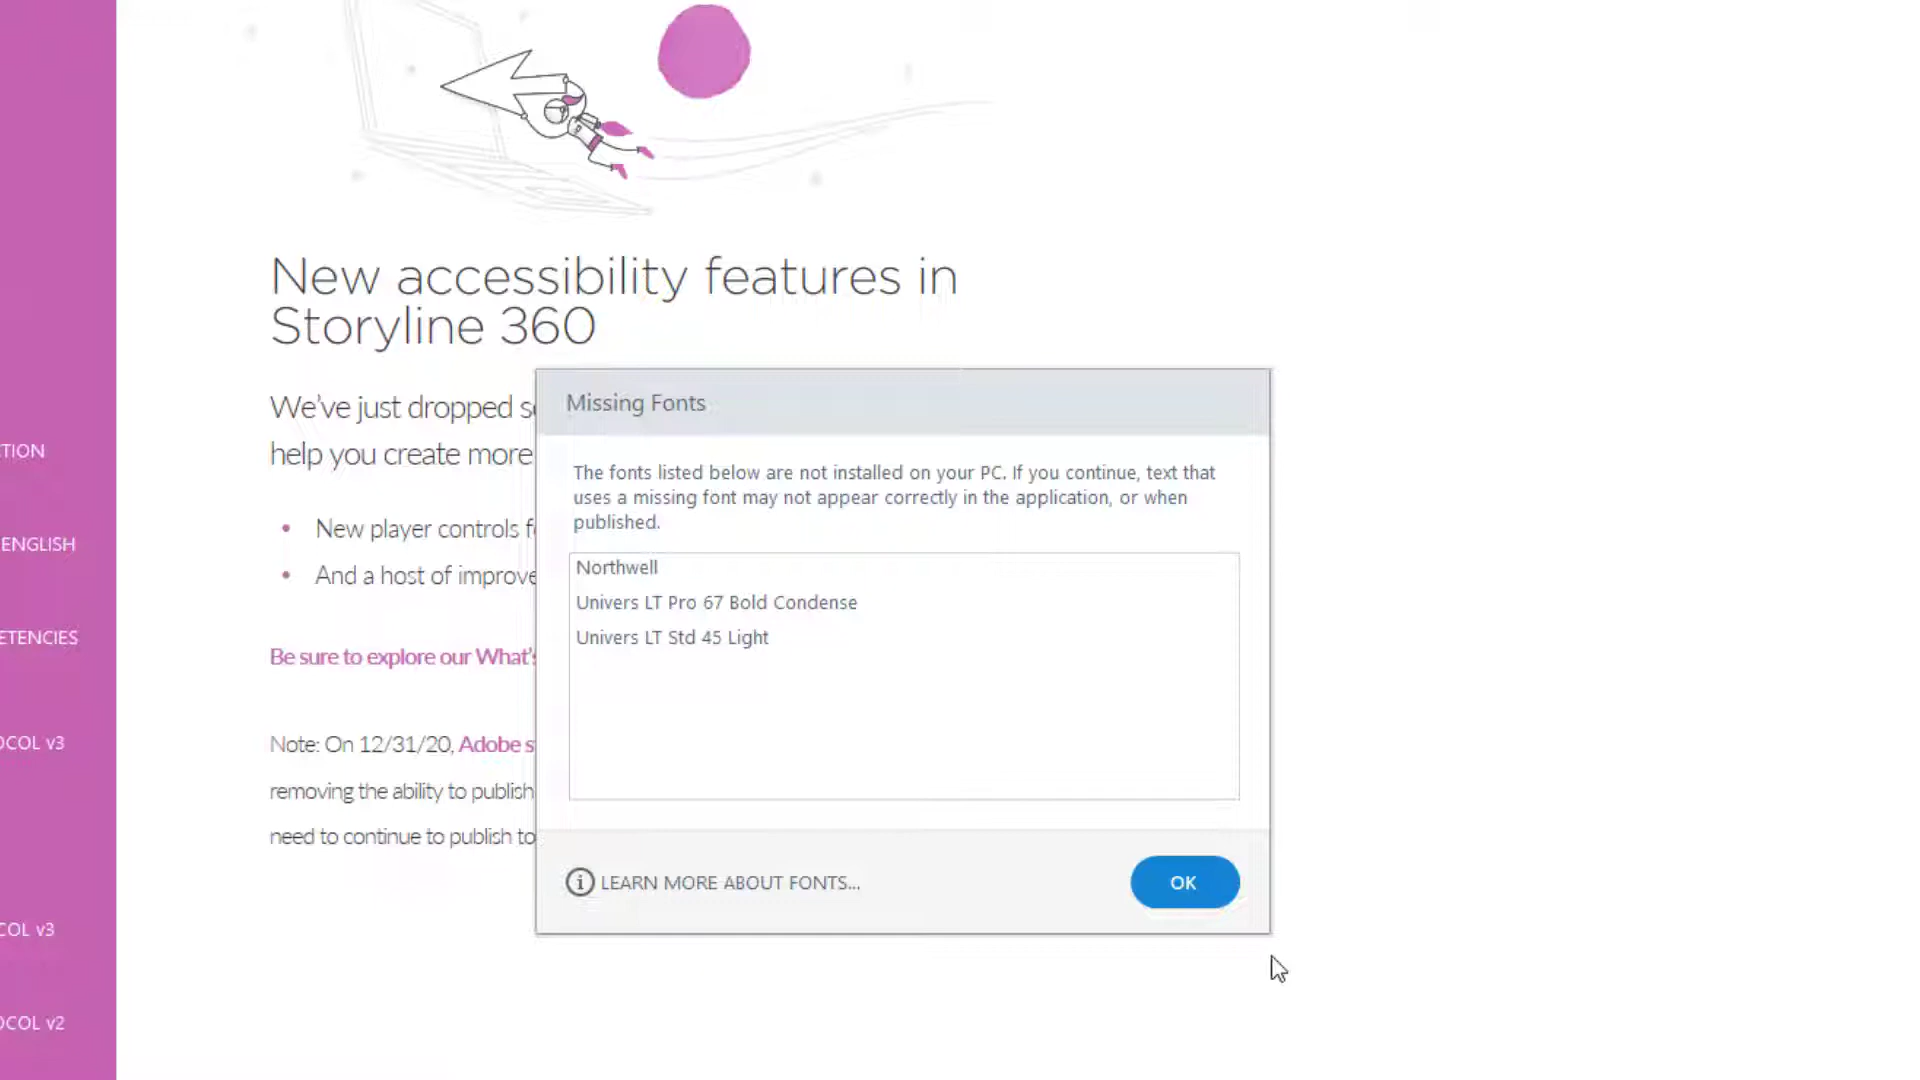 New accessibility features in
Storyline 360
We've just dropped
help you create more
• New player controls
• And a host of
Be sure to explore our What's
Note: On 12/31/20, Adobe
removing the ability to publish
need to continue to publish to
Missing Fonts
The fonts listed below are not installed on your PC. If you continue, text that
uses a missing font may not appear correctly in the application, or when
published.
Northwell
Univers LT Pro 67 Bold Condense
Univers LT Std 45 Light
LEARN MORE ABOUT FONTS...
OK
CTION
ENGLISH
ETENCIES
OCOL v3
COL v3
OCOL v2